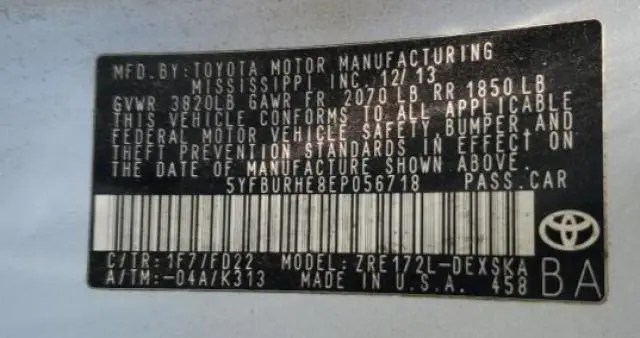 MFD.BY:TOYOTA MOTOR MANUFACTURING
MISSISSIPPI INC. 12/13
GVWR 3820LB GAWR FR 2070 LB RR 1850 LB
THIS VEHICLE CONFORMS TO ALL APPLICABLE
FEDERAL MOTOR VEHICLE SAFETY, BUMPER, AND
THEFT PREVENTION STANDARDS IN EFFECT ON
THE DATE OF MANUFACTURE SHOWN ABOVE.
5YFBURHE8EP056718 PASS.CAR
C/TR: 1F7/FD22 MODEL: ZRE172L-DEXSKA
A/TM:-04A/K313 MADE IN U.S.A. 458
BA